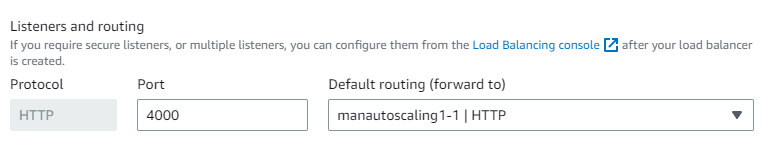 Listeners and routing
If you require secure listeners, or multiple listeners, you can configure them from the Load Balancing console after your load balancer
is created.
Protocol Port Default routing (forward to)
HTTP 4000 manautoscaling1-1 | HTTP